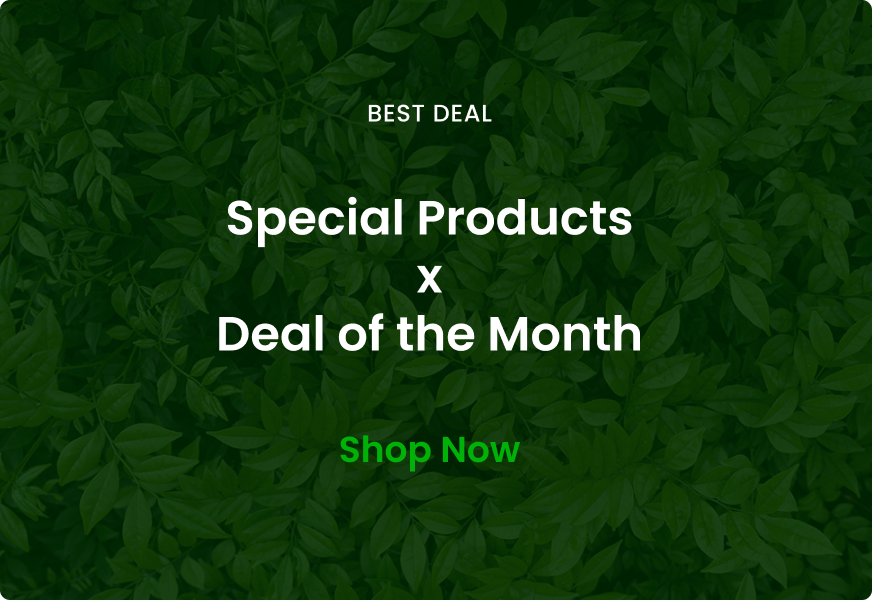 BEST DEAL
Special Products
x
Deal of the Month
Shop Now